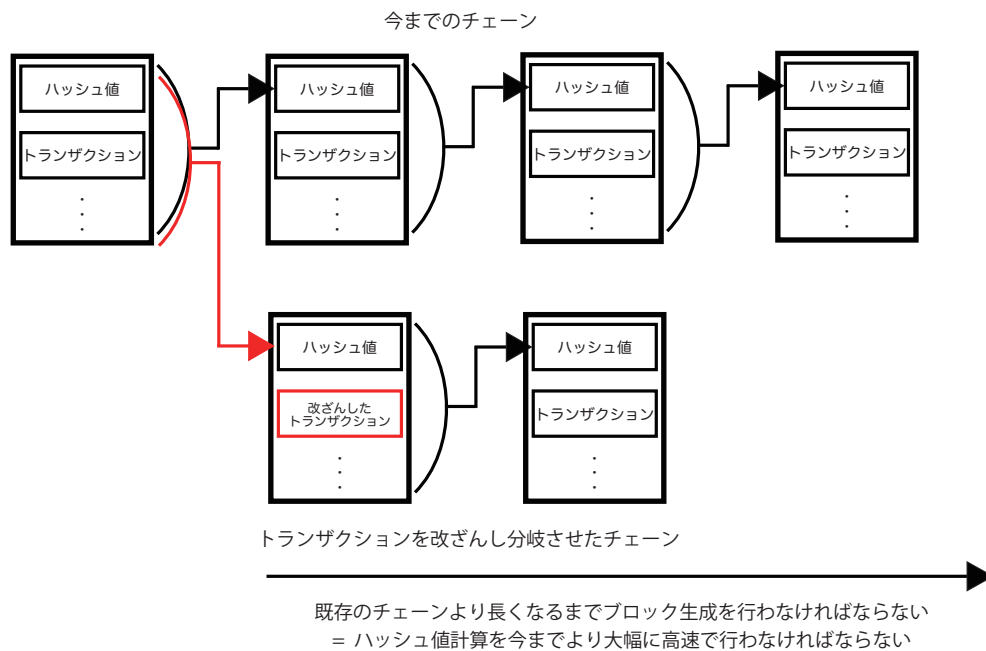 今までのチェーン
ハッシュ値
ハッシュ値
ハッシュ値
ハッシュ値
トランザクション
トランザクション
トランザクション
トランザクション
ハッシュ値
ハッシュ値
改ざんした
トランザクション
トランザクション
トランザクションを改ざんし分岐させたチェーン
既存のチェーンより長くなるまでブロック生成を行わなければならない
= ハッシュ値計算を今までより大幅に高速で行わなければならない